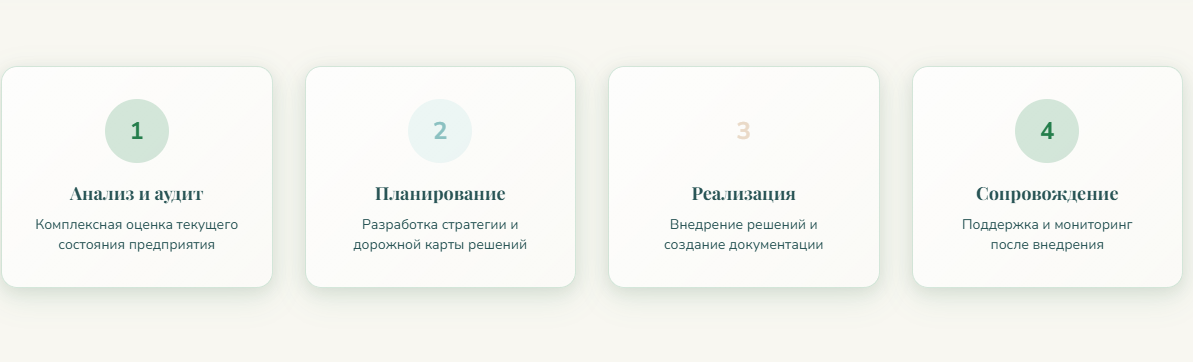 1
Анализ и аудит
Комплексная оценка текущего
состояния предприятия
2
Планирование
Разработка стратегии и
дорожной карты решений
3
Реализация
Внедрение решений и
создание документации
4
Сопровождение
Поддержка и мониторинг
после внедрения